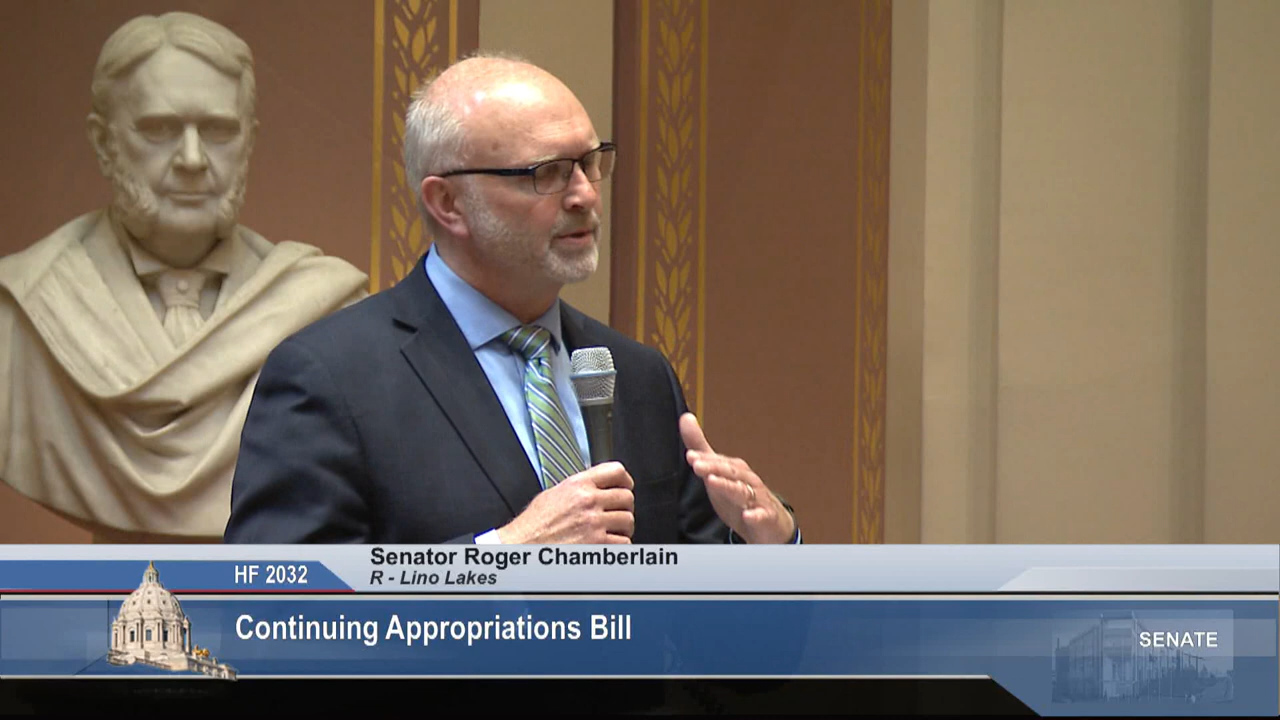 Senator Roger Chamberlain
HF 2032
R - Lino Lakes
Continuing Appropriations Bill
SENATE